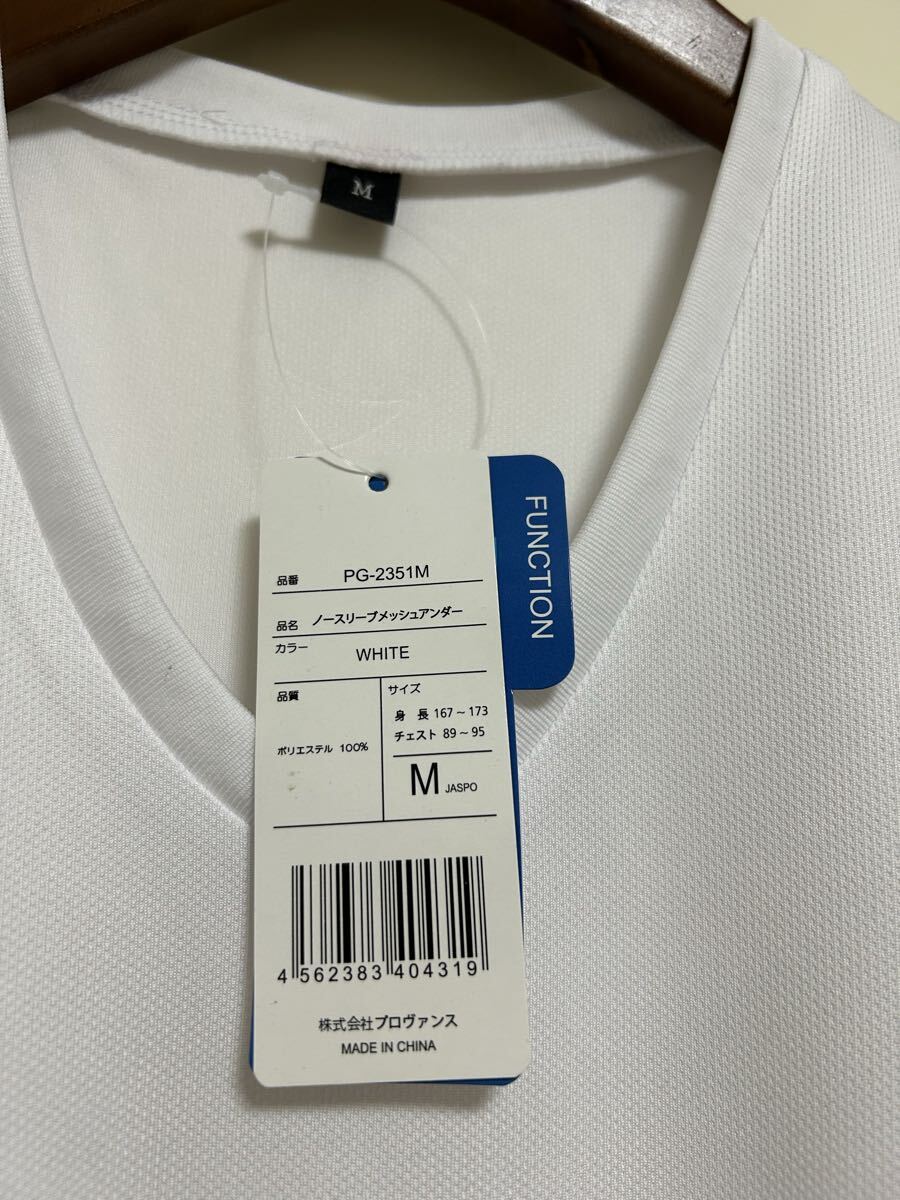 M
FUNCTION
品番 PG-2351M
品名 ノースリーブメッシュアンダー
カラー WHITE
品質
ポリエステル 100%
サイズ
身 長 167～173
チェスト 89～95
M JASPO
4 562383 404319
株式会社プロヴァンス
MADE IN CHINA